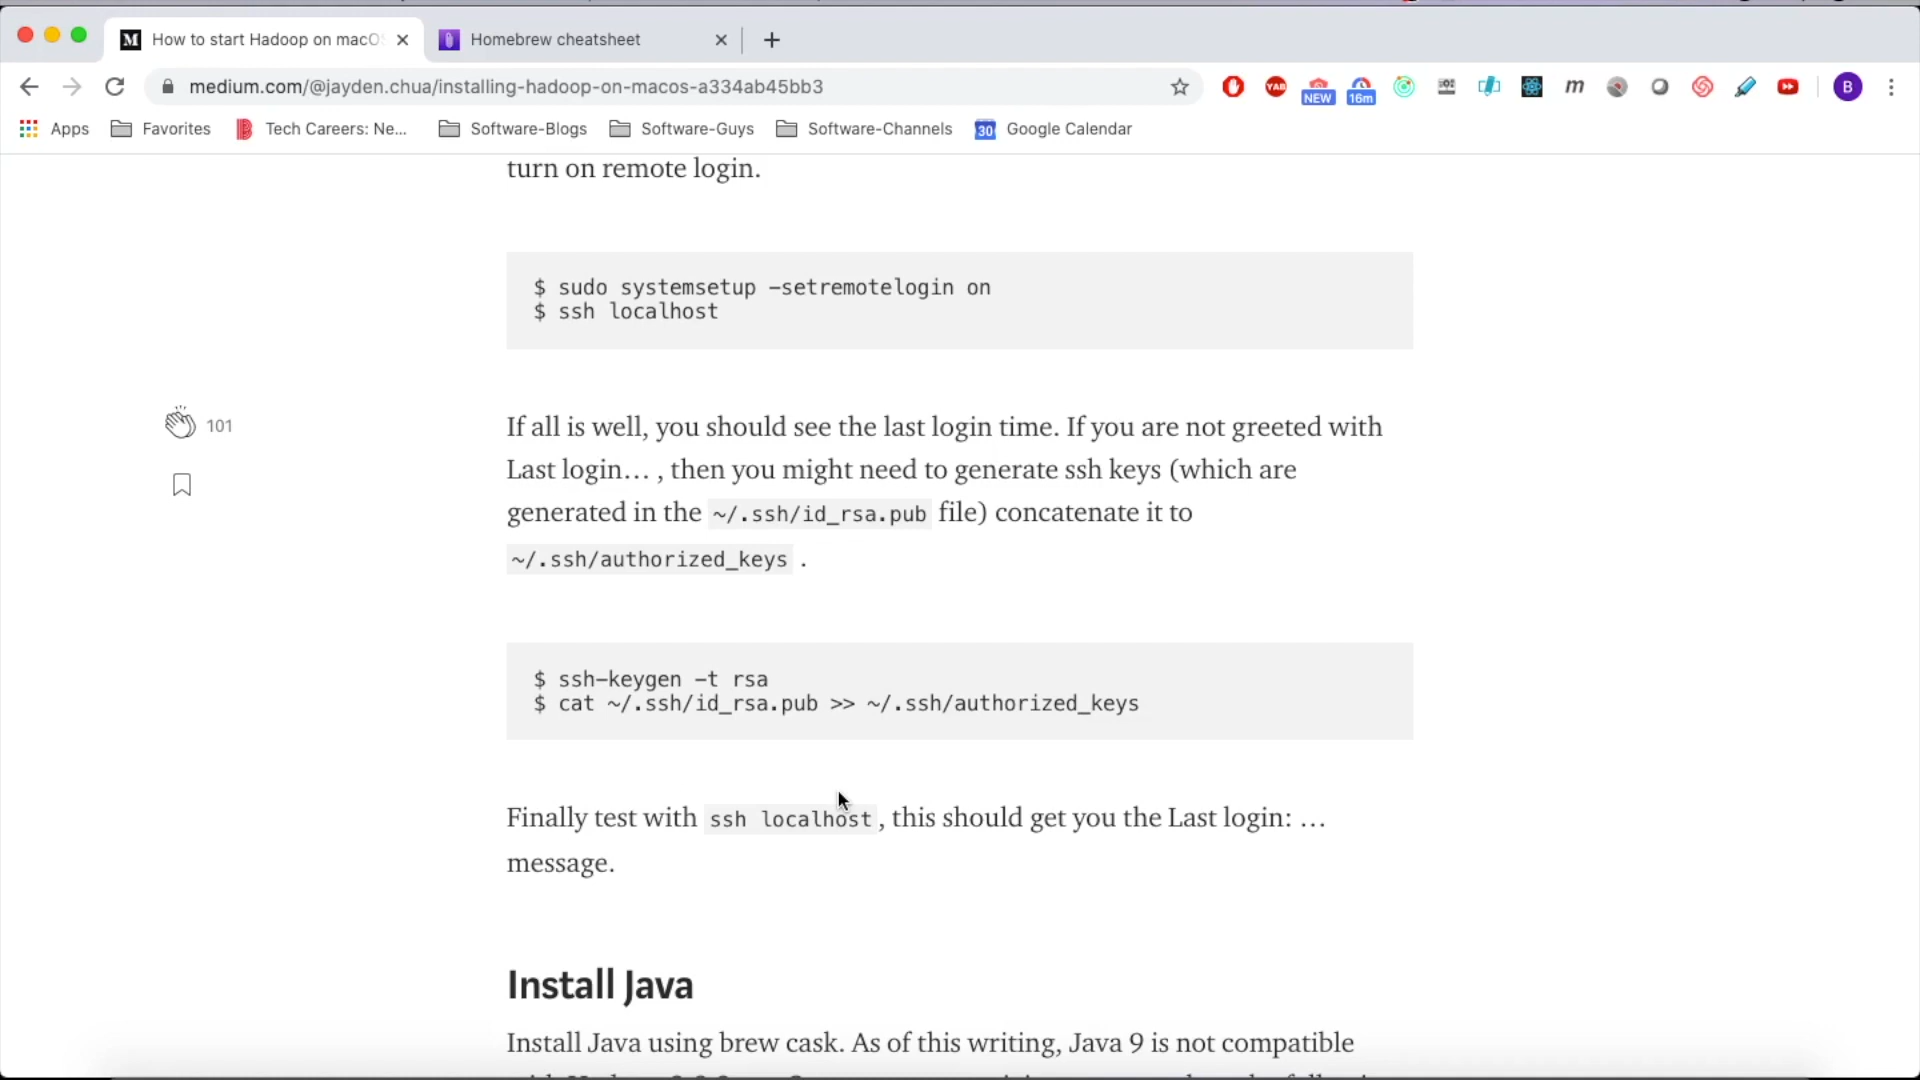 How to start Hadoop on macOS
Homebrew cheatsheet
medium.com/@jayden.chua/installing-hadoop-on-macos-a334ab45bb3
YAB
NEW
16m
m
B
Apps
Favorites
Tech Careers: Ne...
Software-Blogs
Software-Guys
Software-Channels
30
Google Calendar
turn on remote login.
$ sudo systemsetup -setremotelogin on
$ ssh localhost
101
If all is well, you should see the last login time. If you are not greeted with
Last login… , then you might need to generate ssh keys (which are
generated in the ~/.ssh/id_rsa.pub file) concatenate it to
~/.ssh/authorized_keys .
$ ssh-keygen -t rsa
$ cat ~/.ssh/id_rsa.pub >> ~/.ssh/authorized_keys
Finally test with ssh localhost , this should get you the Last login: …
message.
Install Java
Install Java using brew cask. As of this writing, Java 9 is not compatible